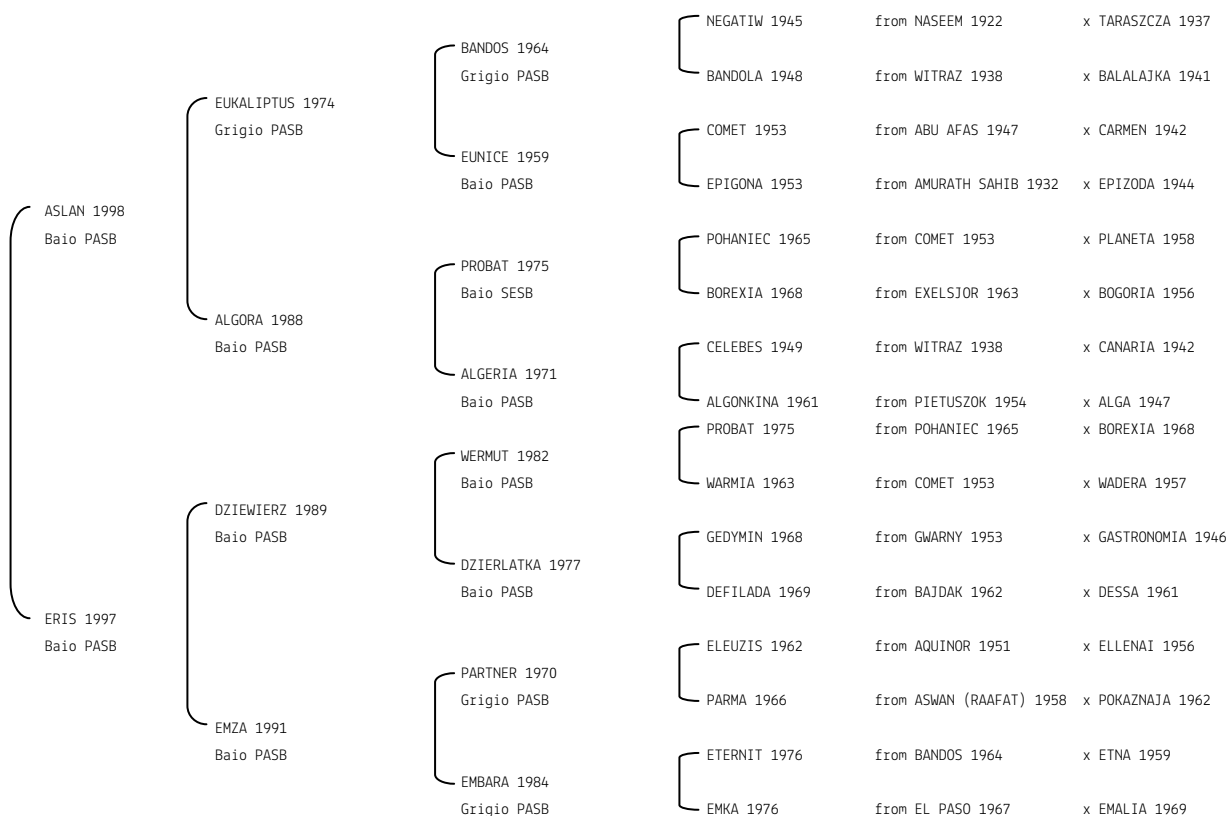 NEGATIW 1945 from NASEEM 1922 x TARASZCZA 1937
BANDOS 1964
Grigio PASB BANDOLA 1948 from WITRAZ 1938 x BALALAJKA 1941
EUKALIPTUS 1974
Grigio PASB COMET 1953 from ABU AFAS 1947 x CARMEN 1942
EUNICE 1959
Baio PASB EPIGONA 1953 from AMURATH SAHIB 1932 x EPIZODA 1944
ASLAN 1998
Baio PASB POHANIEC 1965 from COMET 1953 x PLANETA 1958
PROBAT 1975
Baio SESB BOREXIA 1968 from EXELSJOR 1963 x BOGORIA 1956
ALGORA 1988
Baio PASB CELEBES 1949 from WITRAZ 1938 x CANARIA 1942
ALGERIA 1971
Baio PASB ALGONKINA 1961 from PIETUSZOK 1954 x ALGA 1947
PROBAT 1975 from POHANIEC 1965 x BOREXIA 1968
WERMUT 1982
Baio PASB WARMIA 1963 from COMET 1953 x WADERA 1957
DZIEWIERZ 1989
Baio PASB GEDYMIN 1968 from GWARNY 1953 x GASTRONOMIA 1946
DZIERLATKA 1977
Baio PASB DEFILADA 1969 from BAJDAK 1962 x DESSA 1961
ERIS 1997
Baio PASB ELEUZIS 1962 from AQUINOR 1951 x ELLENAI 1956
PARTNER 1970
Grigio PASB PARMA 1966 from ASWAN (RAAFAT) 1958 x POKAZNAJA 1962
EMZA 1991
Baio PASB ETERNIT 1976 from BANDOS 1964 x ETNA 1959
EMBARA 1984
Grigio PASB EMKA 1976 from EL PASO 1967 x EMALIA 1969